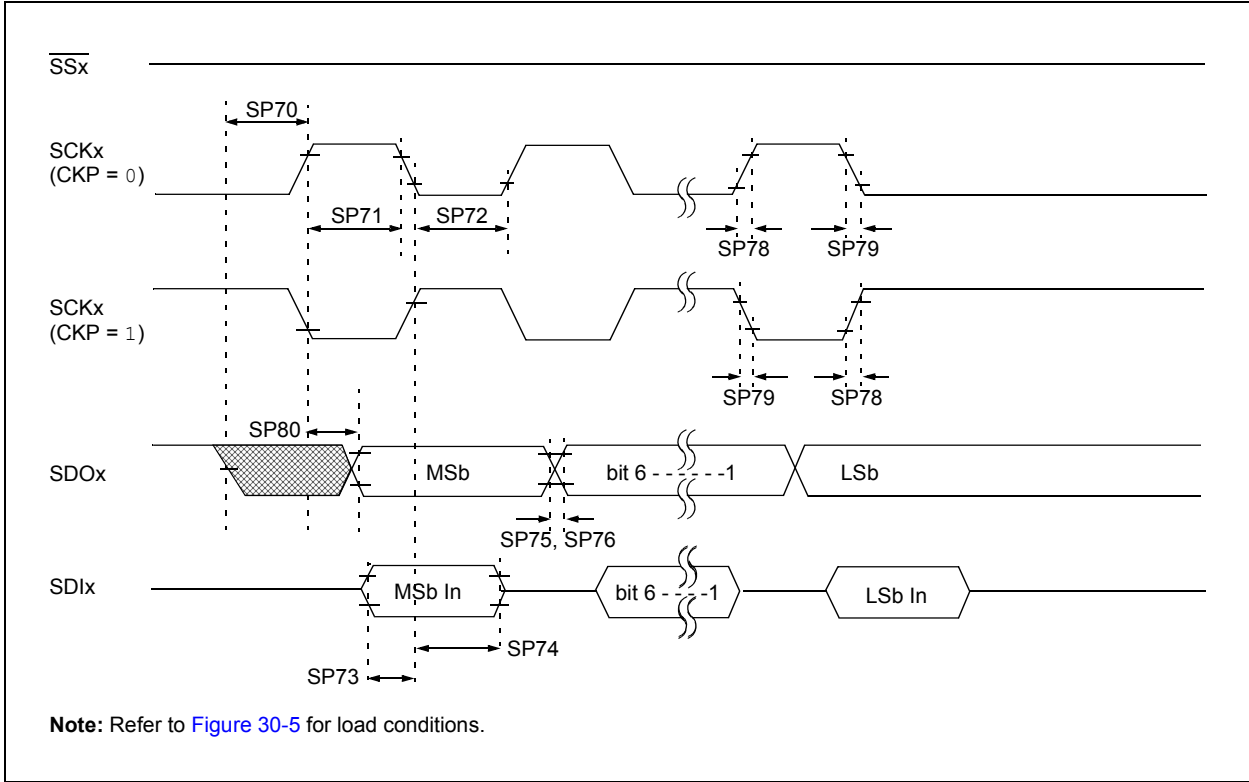 SSx
SP70
SCKx
(CKP = 0)
SP71
SP72
SP78
SP79
SCKx
(CKP = 1)
SP79
SP78
SP80
SDOx
MSb
bit 6 - - - - - -1
LSb
SP75, SP76
SDIx
MSb In
bit 6 - - - - -1
LSb In
SP74
SP73
Note: Refer to Figure 30-5 for load conditions.